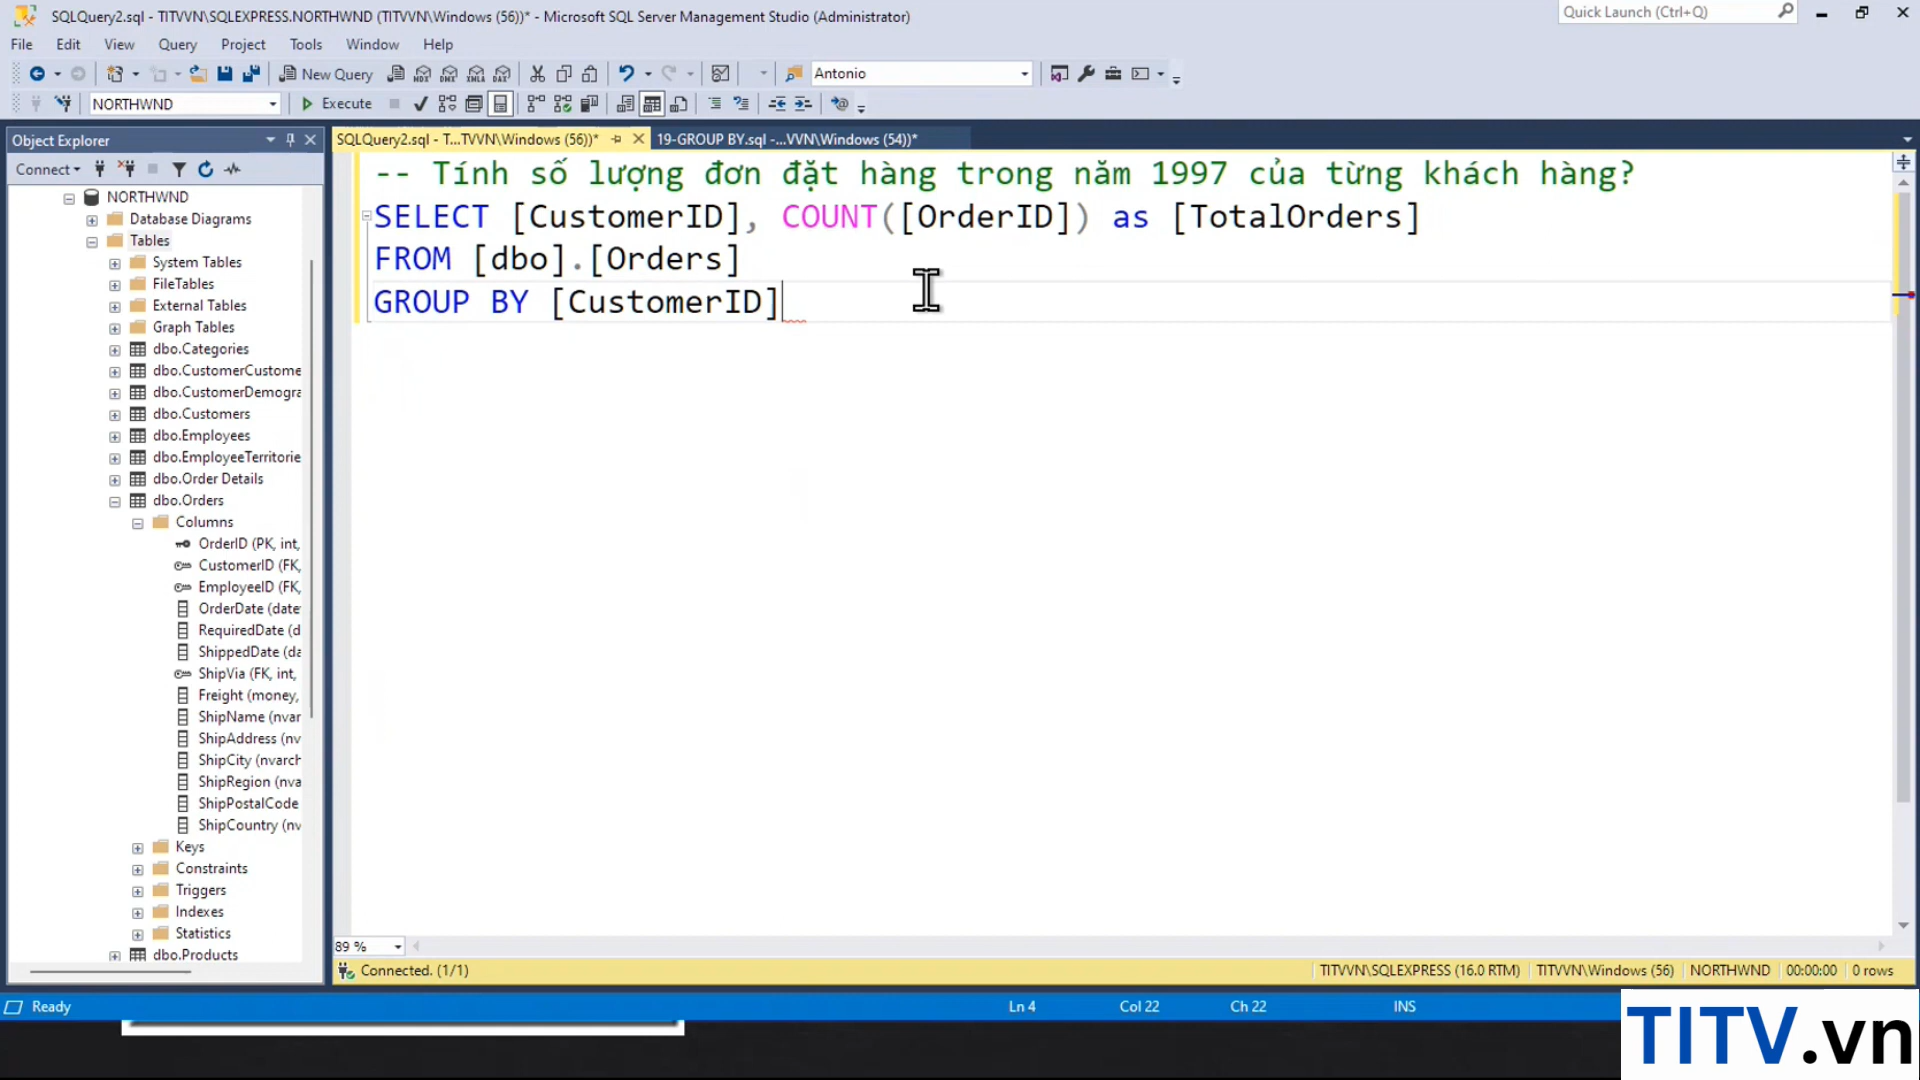 SQLQuery2.sql - TITVVN\SQLEXPRESS.NORTHWND (TITVVN\Windows (56))* - Microsoft SQL Server Management Studio (Administrator)
Quick Launch (Ctrl+Q)
File Edit View Query Project Tools Window Help
New Query MDX DMX XMLA DAX Antonio
NORTHWND Execute
Object Explorer
SQLQuery2.sql - T...TVVN\Windows (56))*
19-GROUP BY.sql -...VVN\Windows (54))*
Connect
NORTHWND
Database Diagrams
Tables
System Tables
FileTables
External Tables
Graph Tables
dbo.Categories
dbo.CustomerCustome
dbo.CustomerDemogra
dbo.Customers
dbo.Employees
dbo.EmployeeTerritorie
dbo.Order Details
dbo.Orders
Columns
OrderID (PK, int,
CustomerID (FK,
EmployeeID (FK,
OrderDate (date
RequiredDate (d
ShippedDate (da
ShipVia (FK, int,
Freight (money,
ShipName (nvar
ShipAddress (nv
ShipCity (nvarch
ShipRegion (nva
ShipPostalCode
ShipCountry (nv
Keys
Constraints
Triggers
Indexes
Statistics
dbo.Products
-- Tính số lượng đơn đặt hàng trong năm 1997 của từng khách hàng?
SELECT [CustomerID], COUNT([OrderID]) as [TotalOrders]
FROM [dbo].[Orders]
GROUP BY [CustomerID]
89 %
Connected. (1/1)
TITVVN\SQLEXPRESS (16.0 RTM) TITVVN\Windows (56) NORTHWND 00:00:00 0 rows
Ready Ln 4 Col 22 Ch 22 INS
TITV.vn